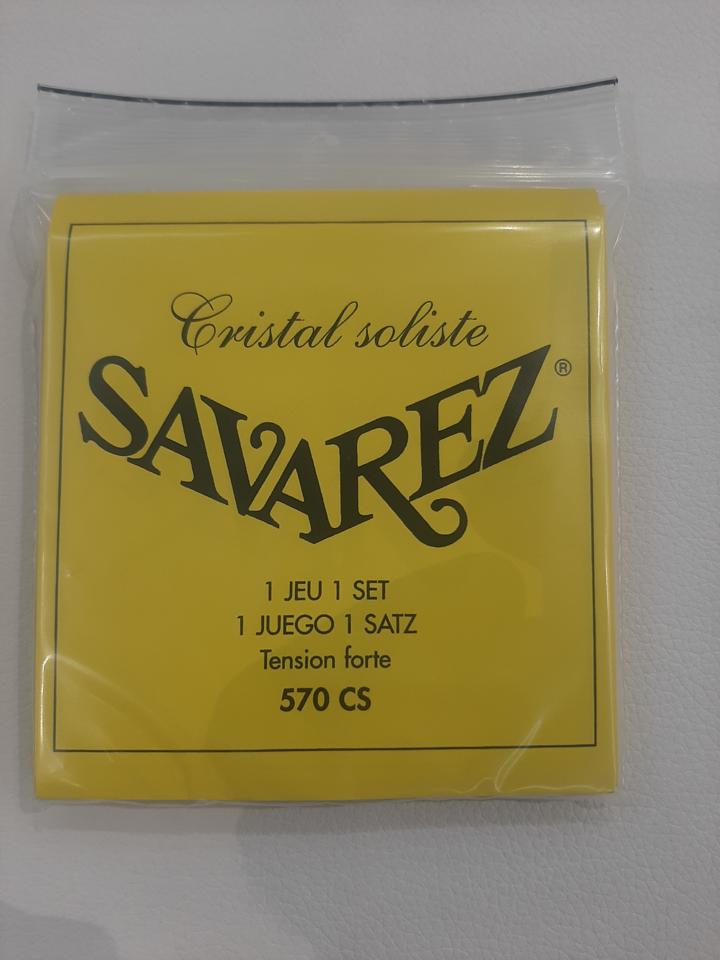 Cristal soliste
SAVAREZ®
1 JEU 1 SET
1 JUEGO 1 SATZ
Tension forte
570 CS